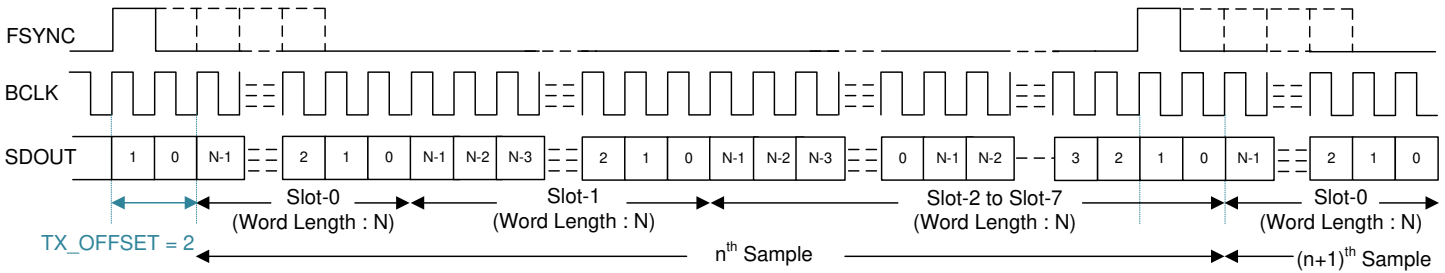 FSYNC
BCLK
SDOUT 1 0 N-1 2 1 0 N-1 N-2 N-3 2 1 0 N-1 N-2 N-3 0 N-1 N-2 3 2 1 0 N-1 2 1 0
Slot-0 Slot-1 Slot-2 to Slot-7 Slot-0
(Word Length : N) (Word Length : N) (Word Length : N) (Word Length : N)
TX_OFFSET = 2 nth Sample (n+1)th Sample